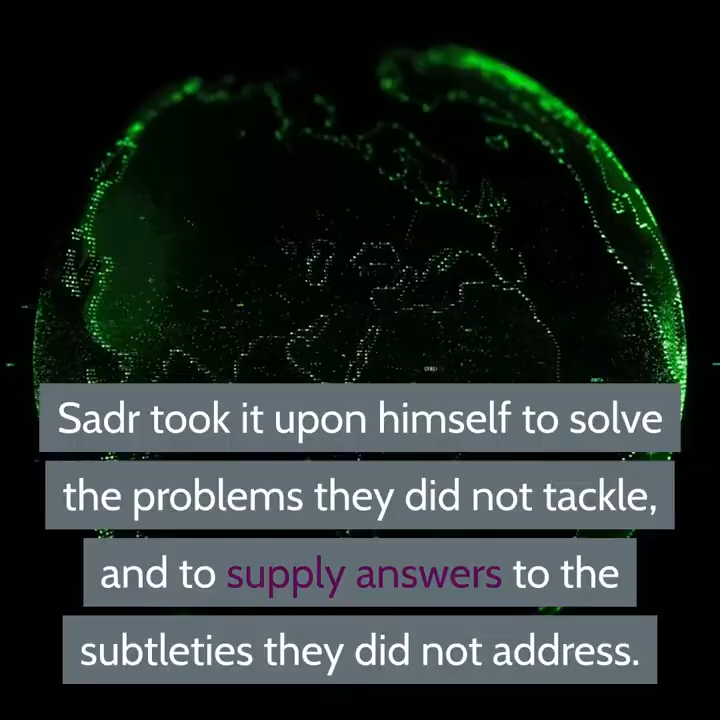 Sadr took it upon himself to solve
the problems they did not tackle,
and to supply answers to the
subtleties they did not address.